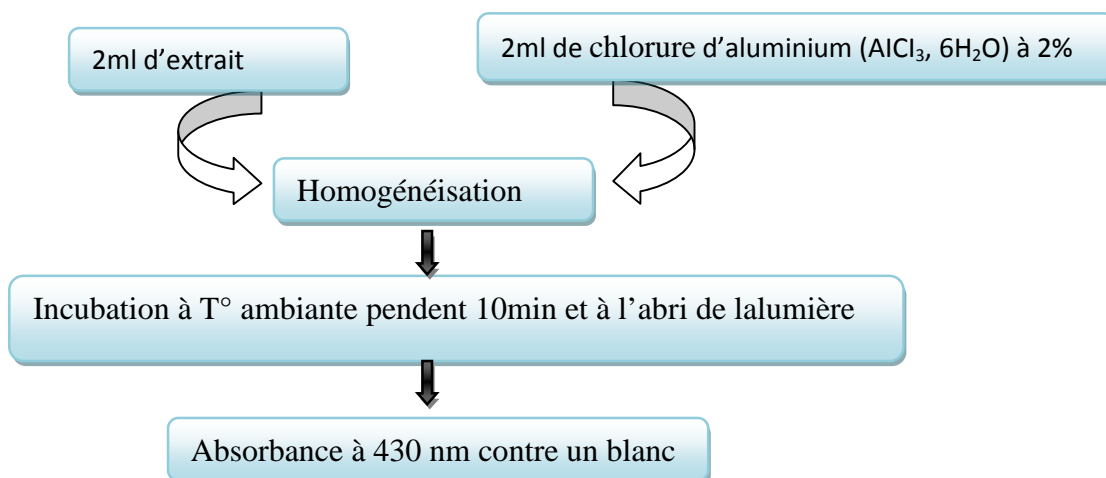 2ml d’extrait
2ml de chlorure d’aluminium (AlCl₃, 6H₂O) à 2%
Homogénéisation
Incubation à T° ambiante pendent 10min et à l’abri de lalumière
Absorbance à 430 nm contre un blanc